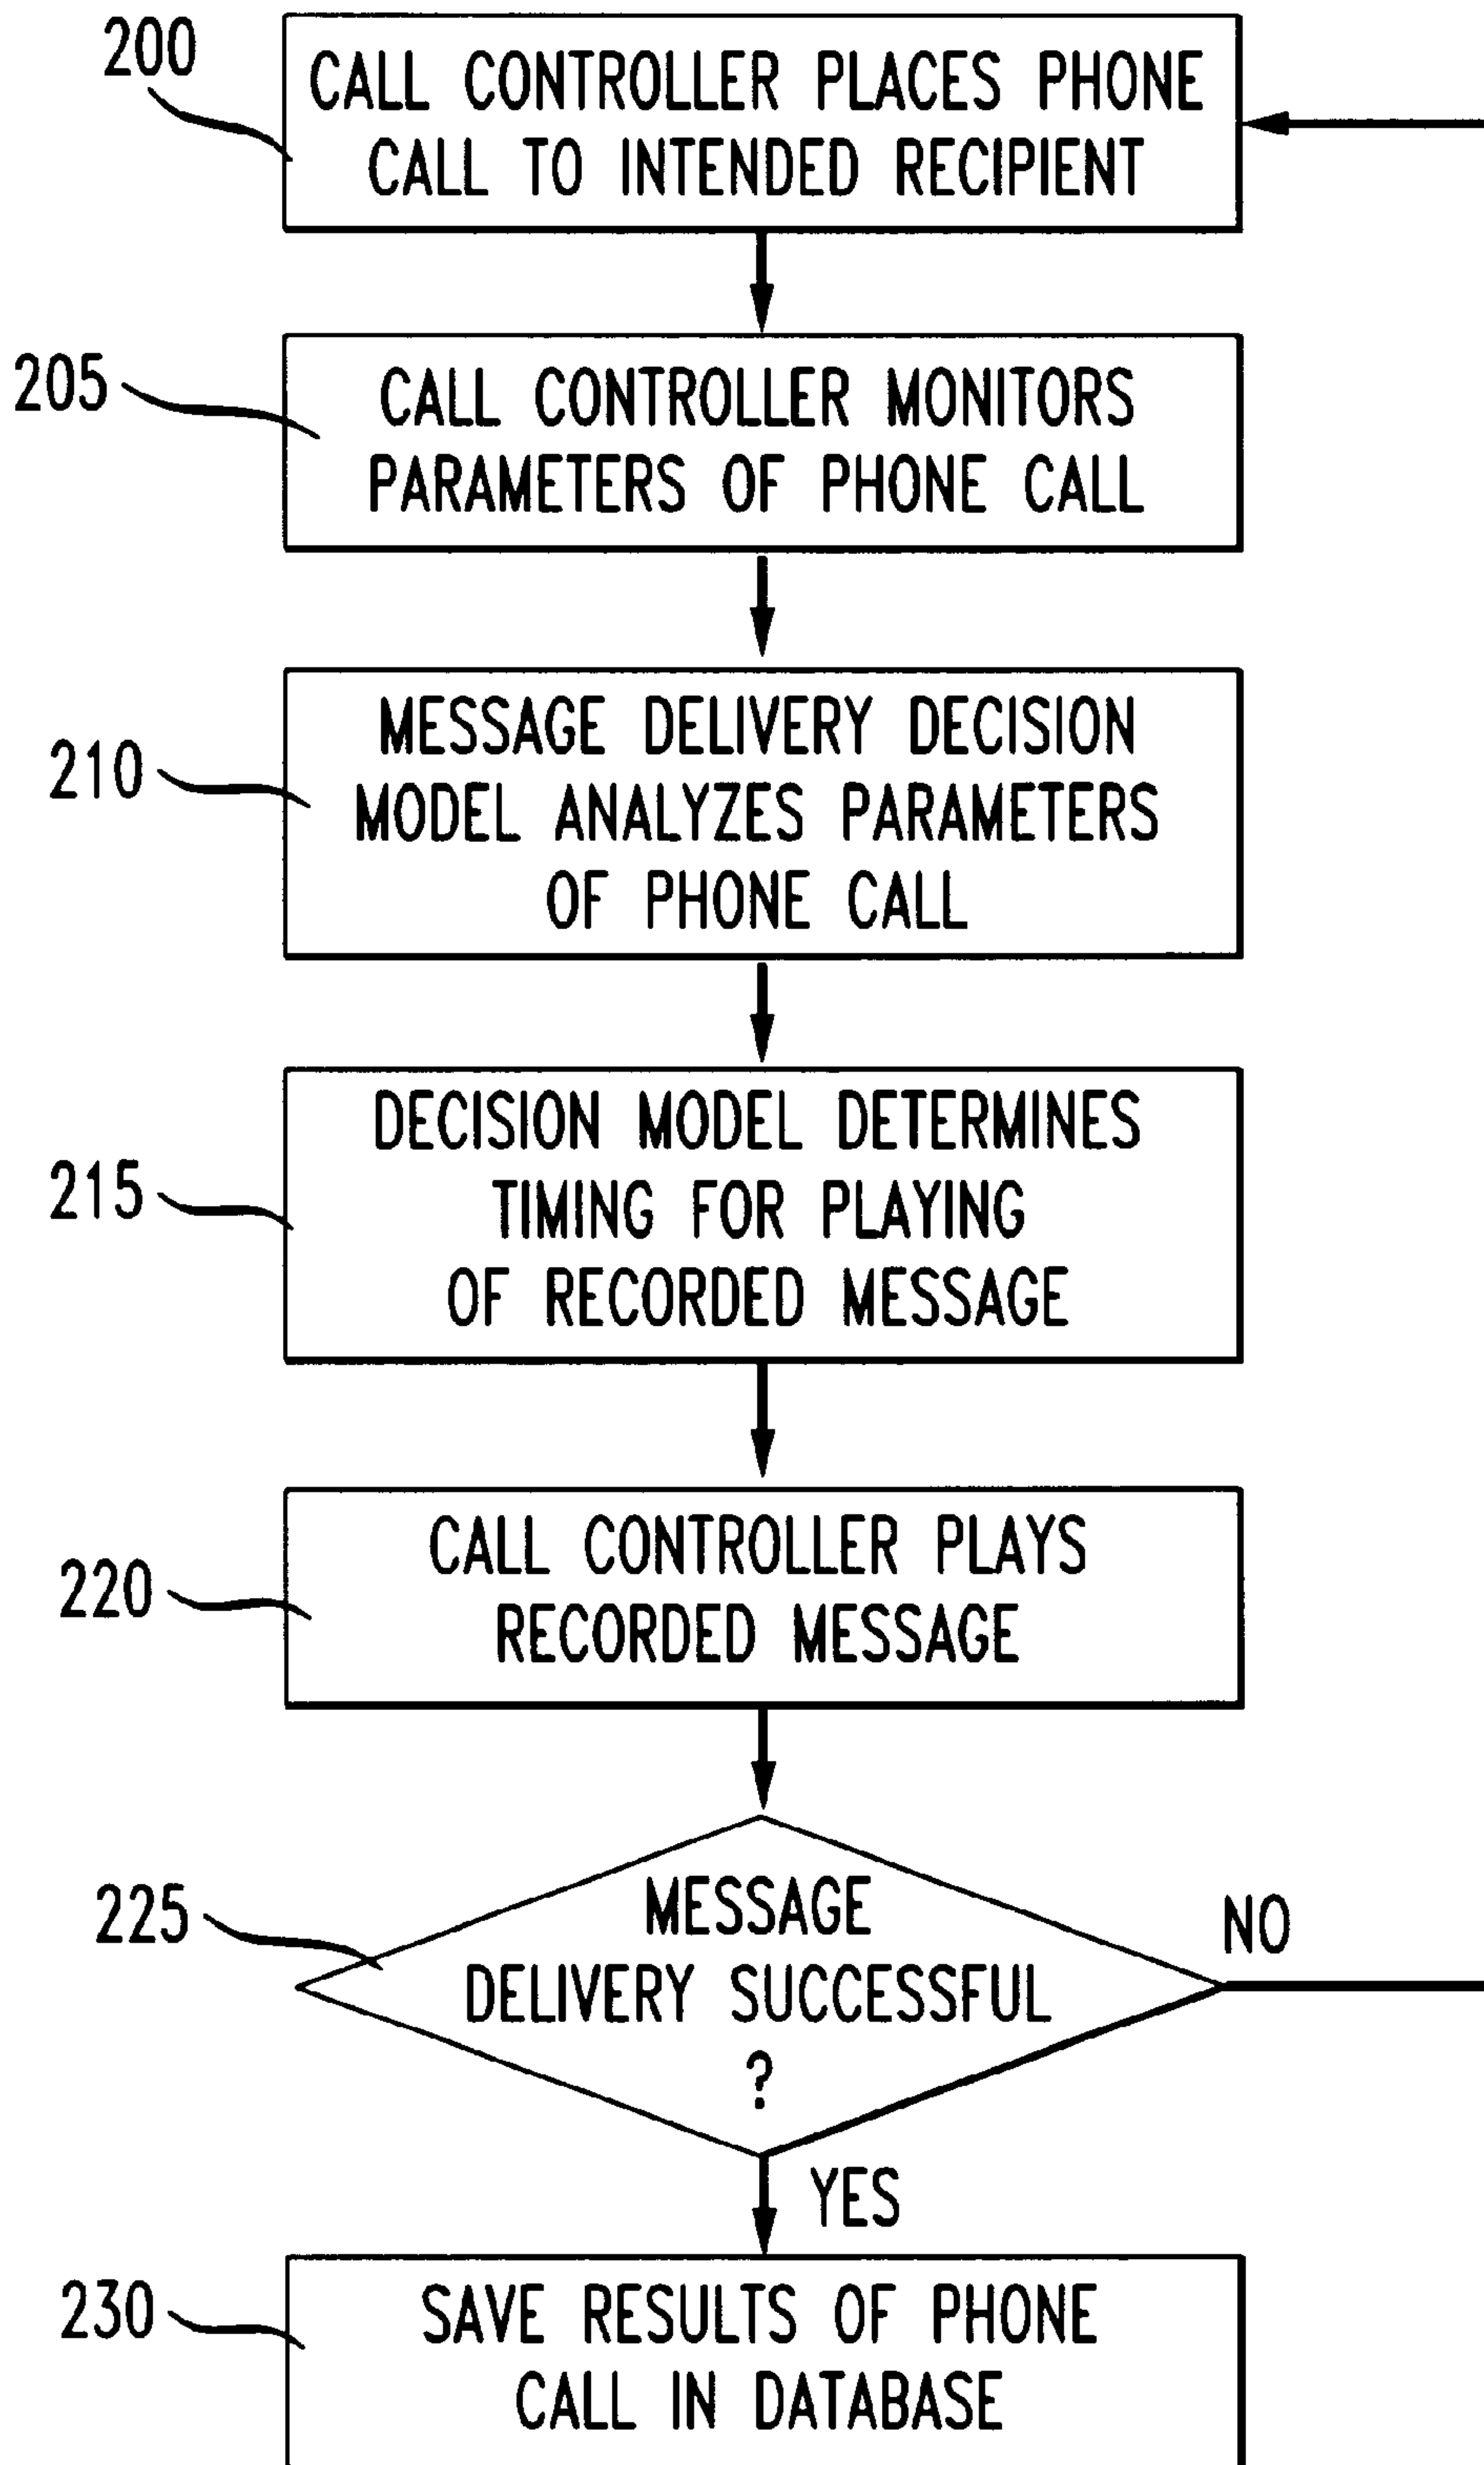 200
CALL CONTROLLER PLACES PHONE
CALL TO INTENDED RECIPIENT
205
CALL CONTROLLER MONITORS
PARAMETERS OF PHONE CALL
210
MESSAGE DELIVERY DECISION
MODEL ANALYZES PARAMETERS
OF PHONE CALL
215
DECISION MODEL DETERMINES
TIMING FOR PLAYING
OF RECORDED MESSAGE
220
CALL CONTROLLER PLAYS
RECORDED MESSAGE
225
MESSAGE
DELIVERY SUCCESSFUL
?
NO
YES
230
SAVE RESULTS OF PHONE
CALL IN DATABASE